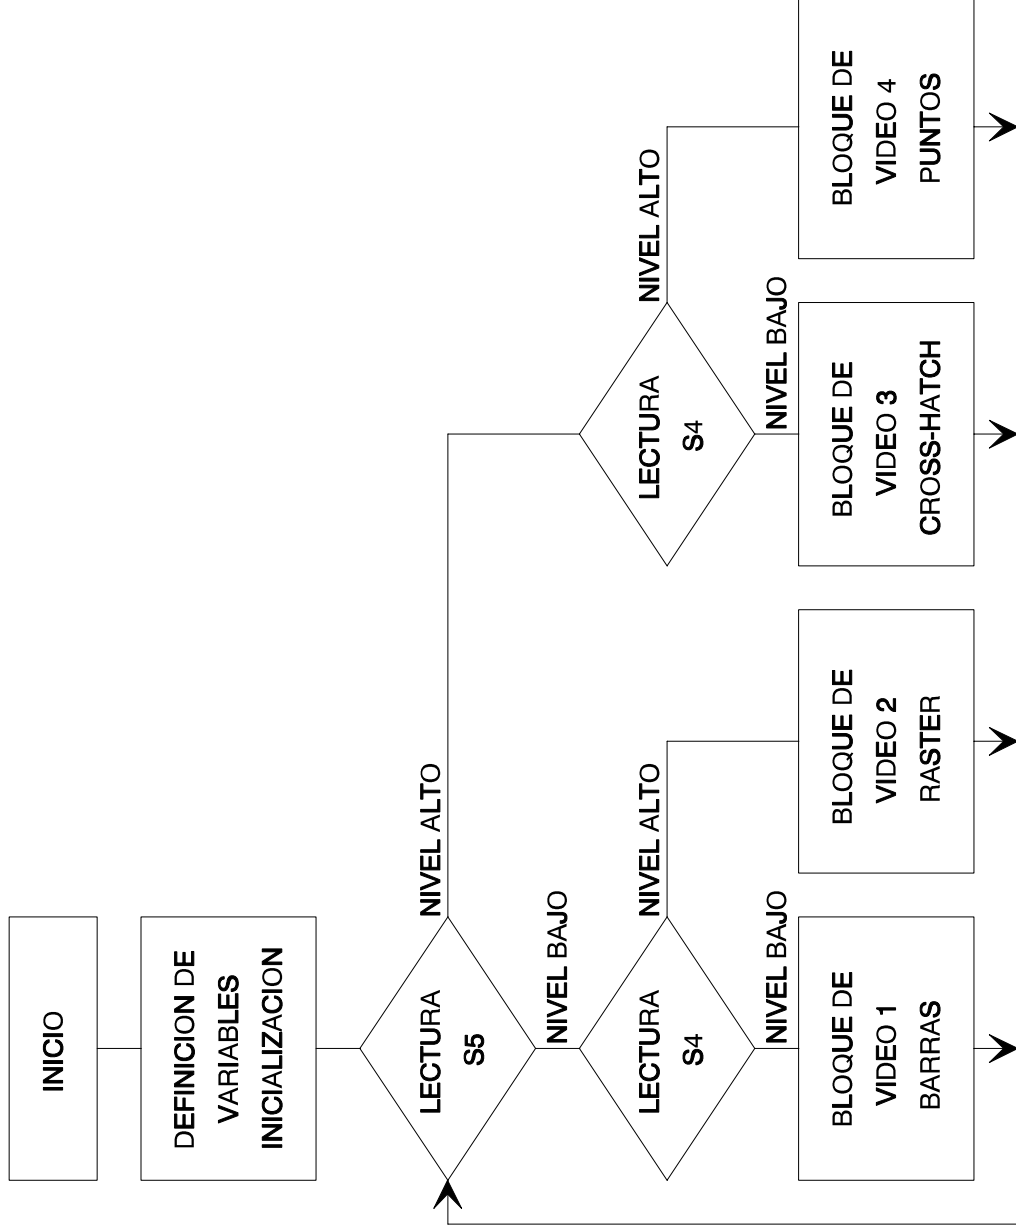 INICIO
DEFINICION DE
VARIABLES
INICIALIZACION
LECTURA
S5
NIVEL ALTO
NIVEL BAJO
LECTURA
S4
NIVEL ALTO
NIVEL BAJO
LECTURA
S4
NIVEL ALTO
NIVEL BAJO
BLOQUE DE
VIDEO 1
BARRAS
BLOQUE DE
VIDEO 2
RASTER
BLOQUE DE
VIDEO 3
CROSS-HATCH
BLOQUE DE
VIDEO 4
PUNTOS